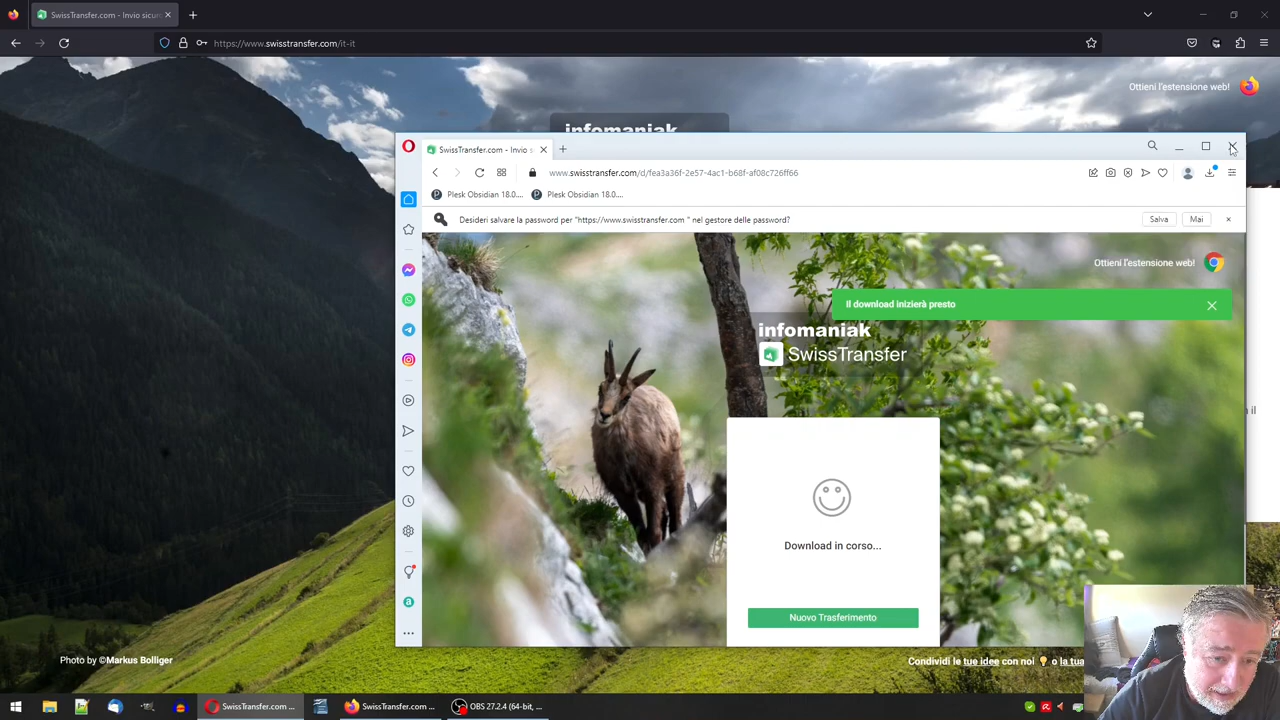 SwissTransfer.com - Invio sicur
https://www.swisstransfer.com/it-it
Ottieni l'estensione web!
infomaniak
SwissTransfer.com - Invio s
www.swisstransfer.com/d/fea3a36f-2e57-4ac1-b68f-af08c726ff66
Plesk Obsidian 18.0....
Plesk Obsidian 18.0....
Desideri salvare la password per "https://www.swisstransfer.com " nel gestore delle password?
Salva
Mai
Ottieni l'estensione web!
Il download inizierà presto
infomaniak
SwissTransfer
il
Download in corso...
Nuovo Trasferimento
Photo by ©Markus Bolliger
Condividi le tue idee con noi o la tua
SwissTransfer.com ...
SwissTransfer.com ...
OBS 27.2.4 (64-bit, ...